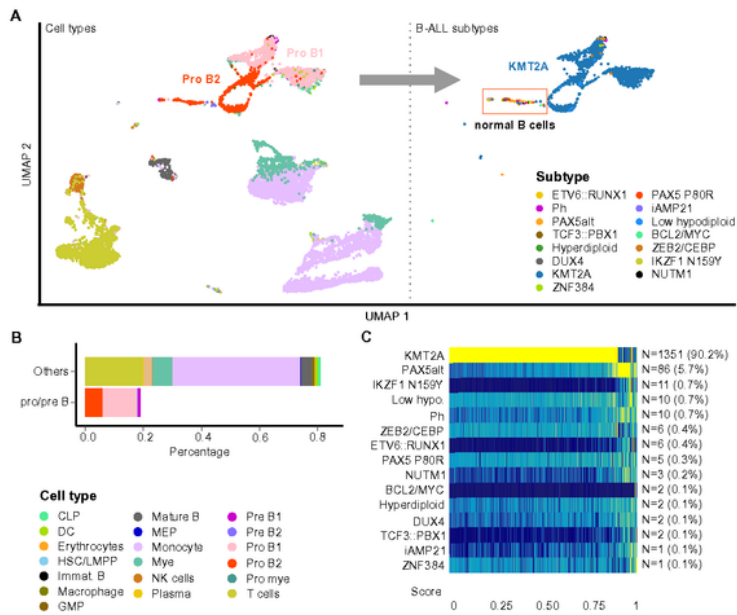 A
Cell types
B-ALL subtypes
Pro B1
Pro B2
KMT2A
normal B cells
UMAP 2
UMAP 1
Subtype
ETV6::RUNX1
Ph
PAX5alt
TCF3::PBX1
Hyperdiploid
DUX4
KMT2A
ZNF384
PAX5 P80R
iAMP21
Low hypodiploid
BCL2/MYC
ZEB2/CEBP
IKZF1 N159Y
NUTM1
B
Others
pro/pre B
0.0 0.2 0.4 0.6 0.8
Percentage
Cell type
CLP
DC
Erythrocytes
HSC/LMPP
Immat. B
Macrophage
GMP
Mature B
MEP
Monocyte
Mye
NK cells
Plasma
Pre B1
Pre B2
Pro B1
Pro B2
Pro mye
T cells
C
KMT2A N=1351 (90.2%)
PAX5alt N=86 (5.7%)
IKZF1 N159Y N=11 (0.7%)
Low hypo. N=10 (0.7%)
Ph N=10 (0.7%)
ZEB2/CEBP N=6 (0.4%)
ETV6::RUNX1 N=6 (0.4%)
PAX5 P80R N=5 (0.3%)
NUTM1 N=3 (0.2%)
BCL2/MYC N=2 (0.1%)
Hyperdiploid N=2 (0.1%)
DUX4 N=2 (0.1%)
TCF3::PBX1 N=2 (0.1%)
iAMP21 N=1 (0.1%)
ZNF384 N=1 (0.1%)
Score 0 0.25 0.50 0.75 1